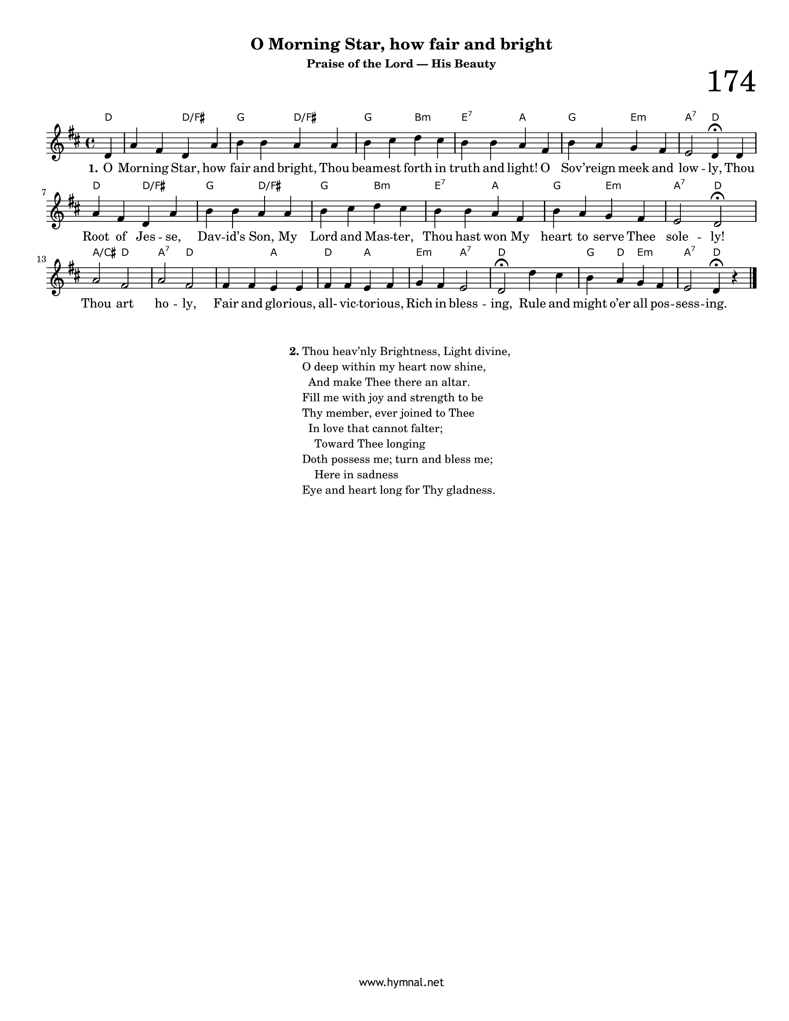 O Morning Star, how fair and bright
Praise of the Lord — His Beauty
174
D D/F♯ G D/F♯ G Bm E7 A G Em A7 D
1. O Morning Star, how fair and bright, Thou beamest forth in truth and light! O Sov’reign meek and low - ly, Thou
7
D D/F♯ G D/F♯ G Bm E7 A G Em A7 D
Root of Jes - se, Dav-id’s Son, My Lord and Mas-ter, Thou hast won My heart to serve Thee sole - ly!
13
A/C♯ D A7 D A D A Em A7 D G D Em A7 D
Thou art ho - ly, Fair and glorious, all- vic-torious, Rich in bless - ing, Rule and might o’er all pos-sess-ing.
2. Thou heav’nly Brightness, Light divine,
O deep within my heart now shine,
And make Thee there an altar.
Fill me with joy and strength to be
Thy member, ever joined to Thee
In love that cannot falter;
Toward Thee longing
Doth possess me; turn and bless me;
Here in sadness
Eye and heart long for Thy gladness.
www.hymnal.net